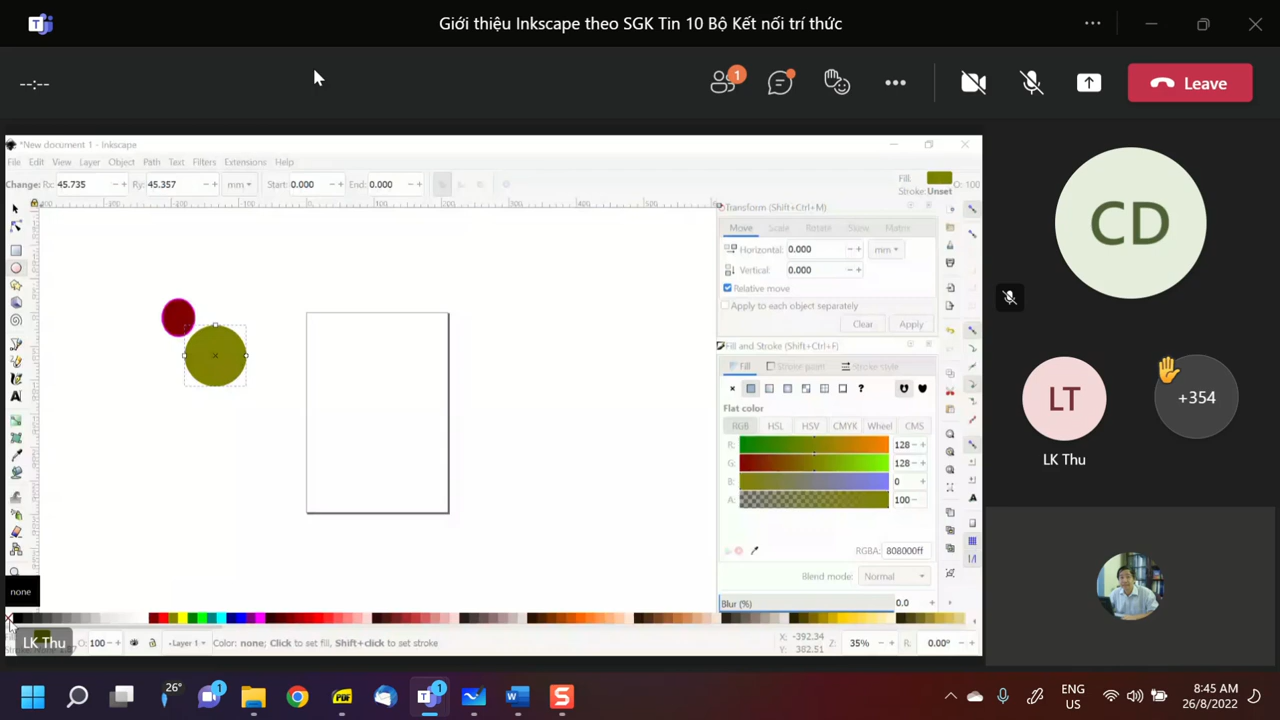 Giới thiệu Inkscape theo SGK Tin 10 Bộ Kết nối trí thức
--:--
1
Leave
*New document 1 - Inkscape
File Edit View Layer Object Path Text Filters Extensions Help
Change: Rx: 45.735 - + Ry: 45.357 - + mm Start: 0.000 - + End: 0.000 - +
Fill:
Stroke: Unset O: 100
Transform (Shift+Ctrl+M)
Move Scale Rotate Skew Matrix
Horizontal: 0.000 - + mm
Vertical: 0.000 - +
Relative move
Apply to each object separately
Clear Apply
Fill and Stroke (Shift+Ctrl+F)
Fill Stroke paint Stroke style
Flat color
RGB HSL HSV CMYK Wheel CMS
R: 128 - +
G: 128 - +
B: 0 - +
A: 100 -
RGBA: 808000ff
Blend mode: Normal
Blur (%) 0.0 +
none
LK Thu
O: 100 - + Layer 1 Color: none; Click to set fill, Shift+click to set stroke
X: -392.34
Y: 382.51
Z: 35% - + R: 0.00° - +
CD
LT
LK Thu
+354
26°
1
PDF
1
W
S
ENG
US
8:45 AM
26/8/2022